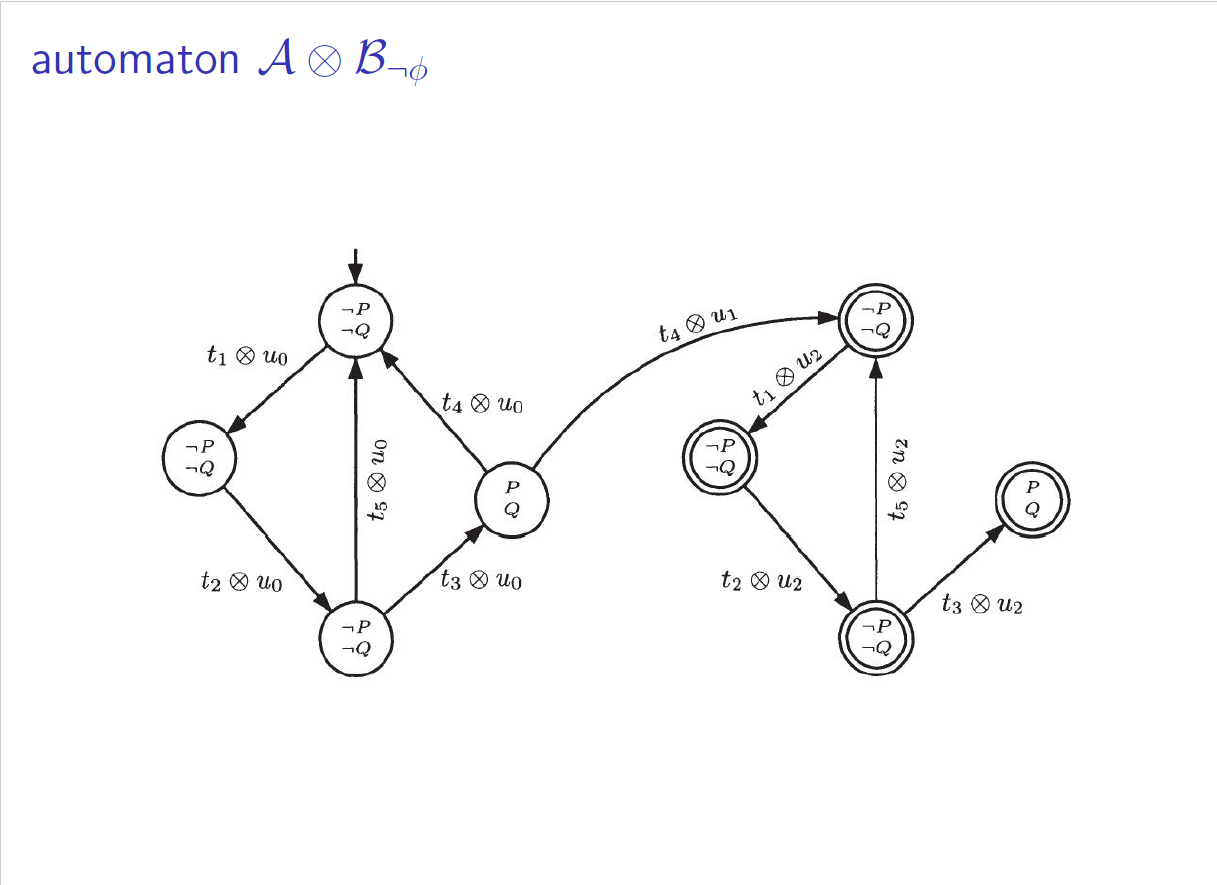 automaton 𝒜 ⊗ ℬ¬ϕ
¬P
¬Q
¬P
¬Q
t₄ ⊗ u₁
t₁ ⊗ u₀
t₁ ⊕ u₂
t₄ ⊗ u₀
¬P
¬Q
¬P
¬Q
t₅ ⊗ u₀
t₅ ⊗ u₂
P
Q
P
Q
t₂ ⊗ u₀
t₃ ⊗ u₀
t₂ ⊗ u₂
t₃ ⊗ u₂
¬P
¬Q
¬P
¬Q